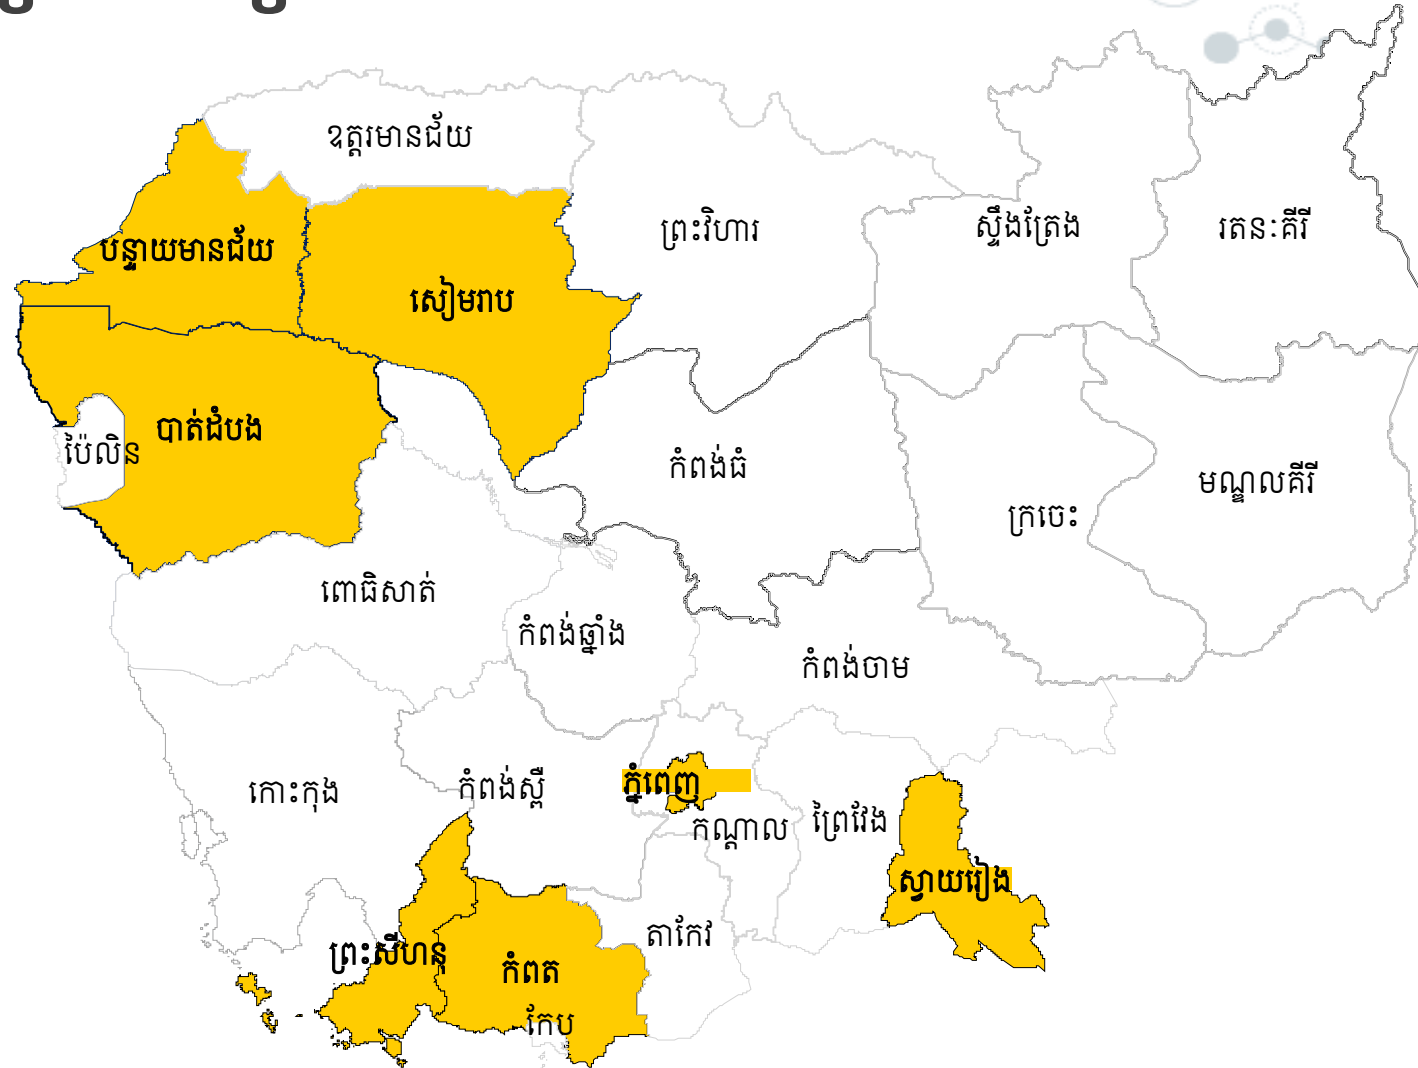 ឧត្តរមានជ័យ
ព្រះវិហារ
ស្ទឹងត្រែង
រតនៈគីរី
បន្ទាយមានជ័យ
សៀមរាប
បាត់ដំបង
ប៉ៃលិន
កំពង់ធំ
ក្រចេះ
មណ្ឌលគីរី
ពោធិសាត់
កំពង់ឆ្នាំង
កំពង់ចាម
កោះកុង
កំពង់ស្ពឺ
ភ្នំពេញ
កណ្តាល
ព្រៃវែង
ស្វាយរៀង
តាកែវ
ព្រះសីហនុ
កំពត
កែប